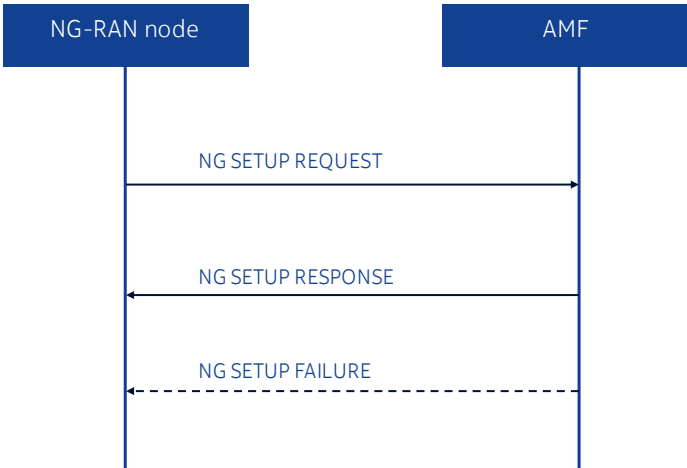 NG-RAN node
AMF
NG SETUP REQUEST
NG SETUP RESPONSE
NG SETUP FAILURE